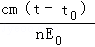 cm (t - t₀)
nE₀